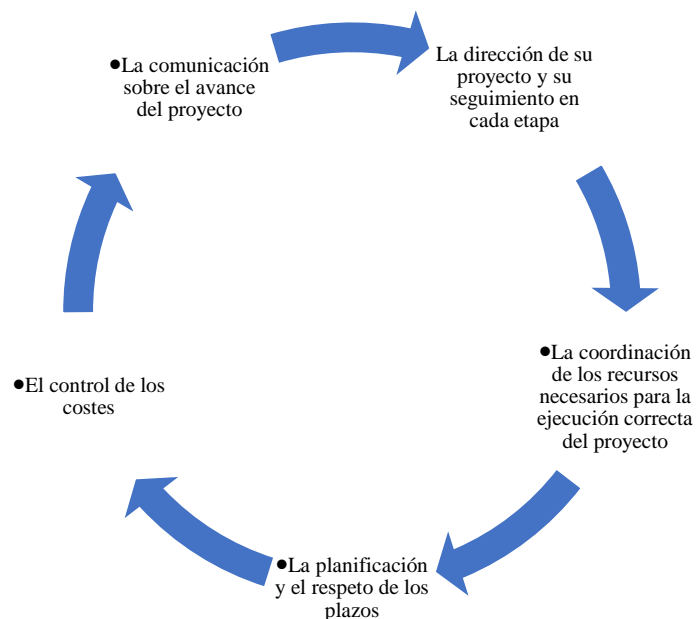 La dirección de su
proyecto y su
seguimiento en
cada etapa
●La coordinación
de los recursos
necesarios para la
ejecución correcta
del proyecto
●La planificación
y el respeto de los
plazos
●El control de los
costes
●La comunicación
sobre el avance
del proyecto